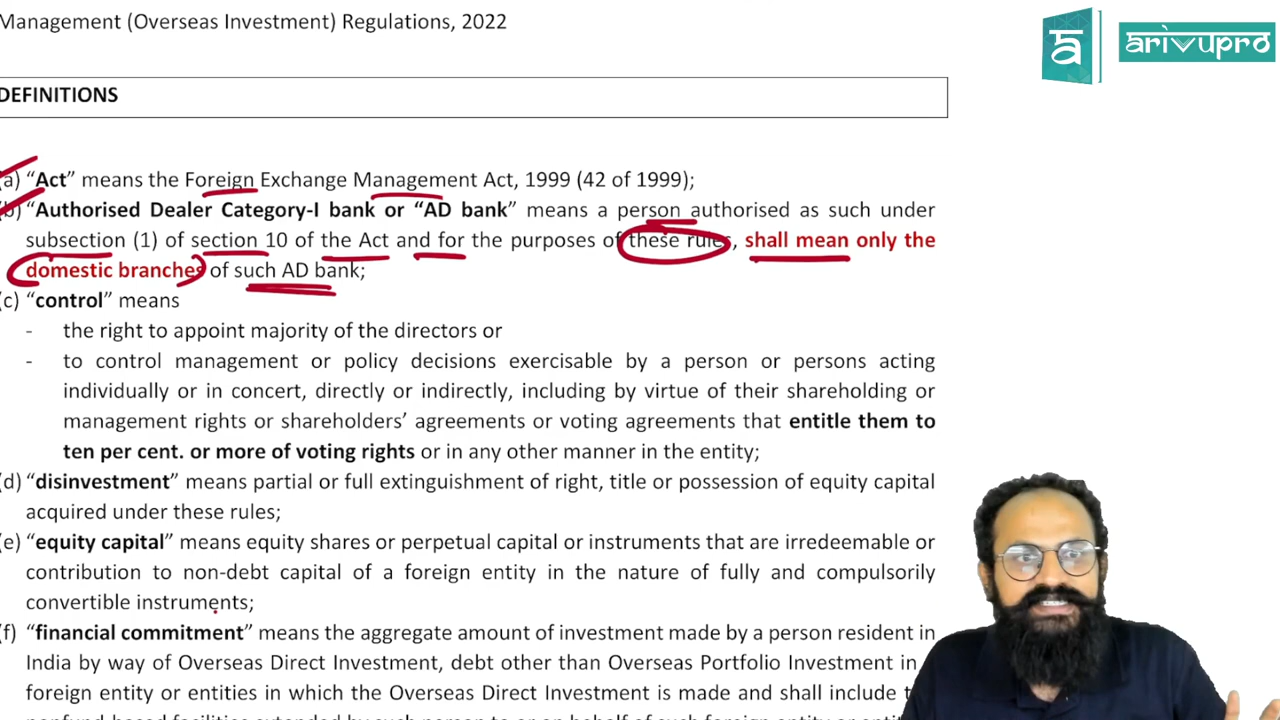 Management (Overseas Investment) Regulations, 2022
arivupro
DEFINITIONS
(a) “Act” means the Foreign Exchange Management Act, 1999 (42 of 1999);
(b) “Authorised Dealer Category-I bank or “AD bank” means a person authorised as such under
subsection (1) of section 10 of the Act and for the purposes of these rules, shall mean only the
domestic branches of such AD bank;
(c) “control” means
- the right to appoint majority of the directors or
- to control management or policy decisions exercisable by a person or persons acting
individually or in concert, directly or indirectly, including by virtue of their shareholding or
management rights or shareholders’ agreements or voting agreements that entitle them to
ten per cent. or more of voting rights or in any other manner in the entity;
(d) “disinvestment” means partial or full extinguishment of right, title or possession of equity capital
acquired under these rules;
(e) “equity capital” means equity shares or perpetual capital or instruments that are irredeemable or
contribution to non-debt capital of a foreign entity in the nature of fully and compulsorily
convertible instruments;
(f) “financial commitment” means the aggregate amount of investment made by a person resident in
India by way of Overseas Direct Investment, debt other than Overseas Portfolio Investment in
foreign entity or entities in which the Overseas Direct Investment is made and shall include